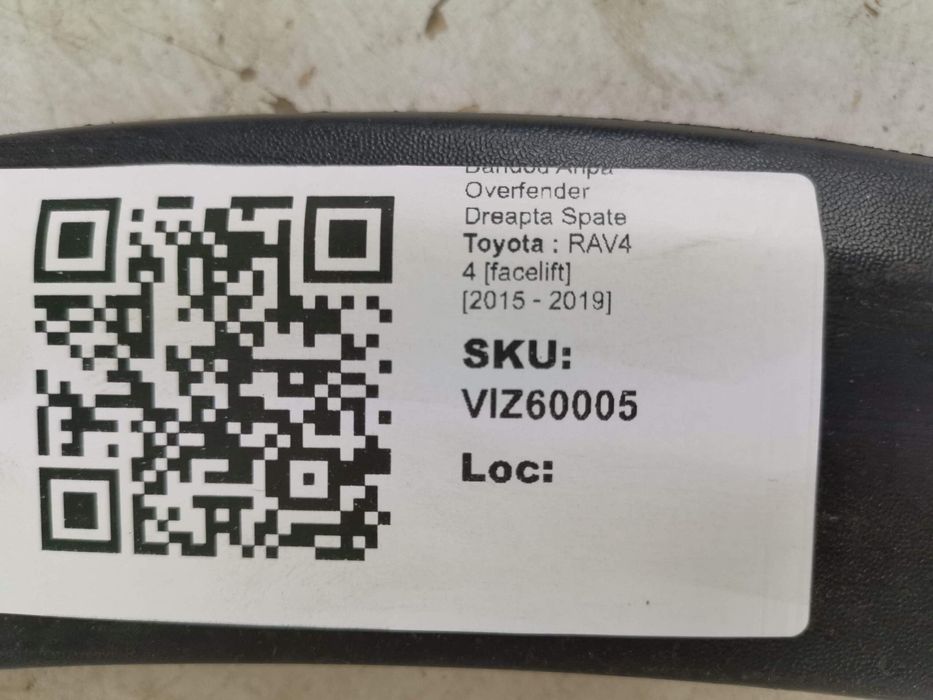 Overfender
Dreapta Spate
Toyota : RAV4
4 [facelift]
[2015 - 2019]
SKU:
VIZ60005
Loc: